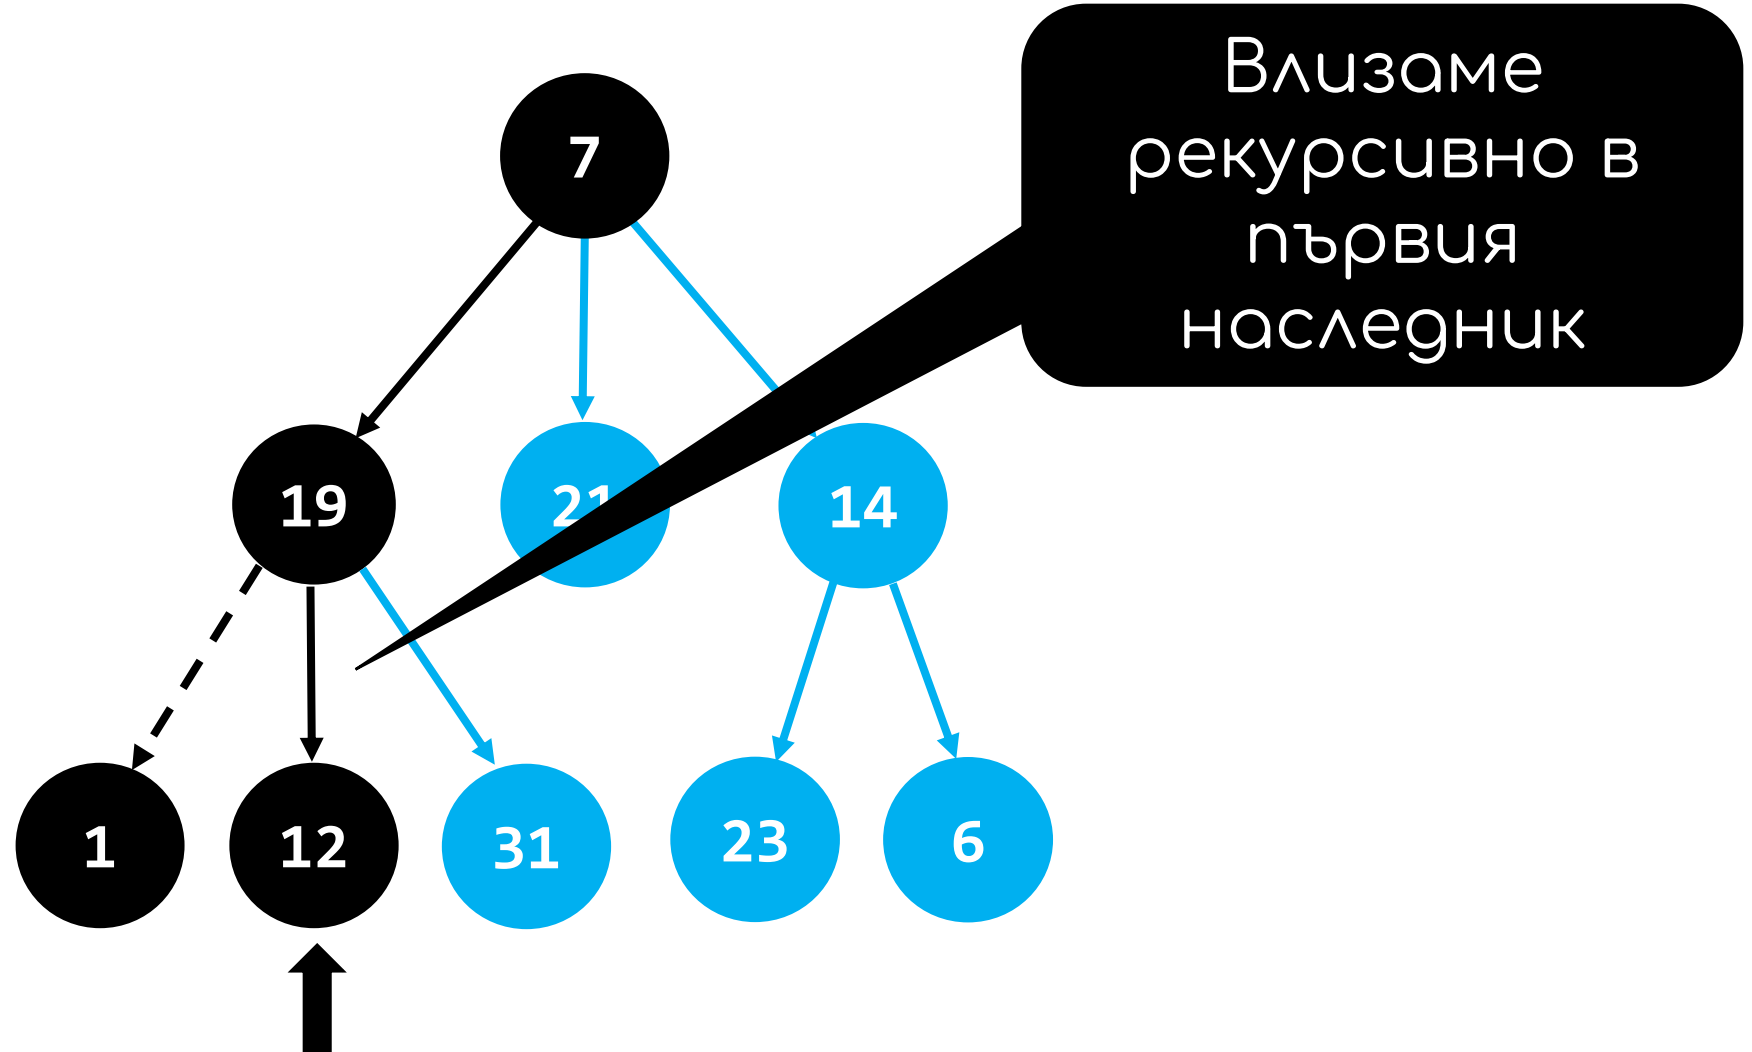 Влизаме
рекурсивно в
първия
наследник
7
19
21
14
1
12
31
23
6